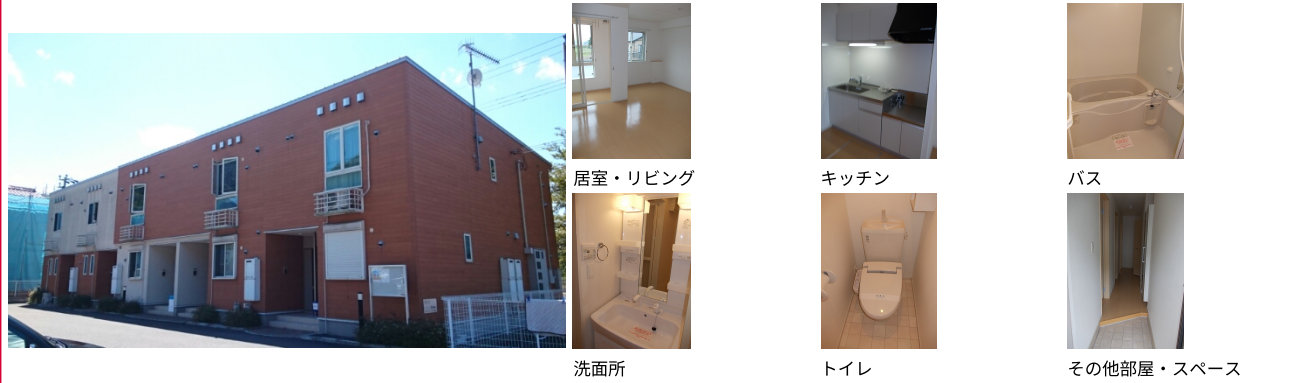 居室・リビング
キッチン
バス
洗面所
トイレ
その他部屋・スペース